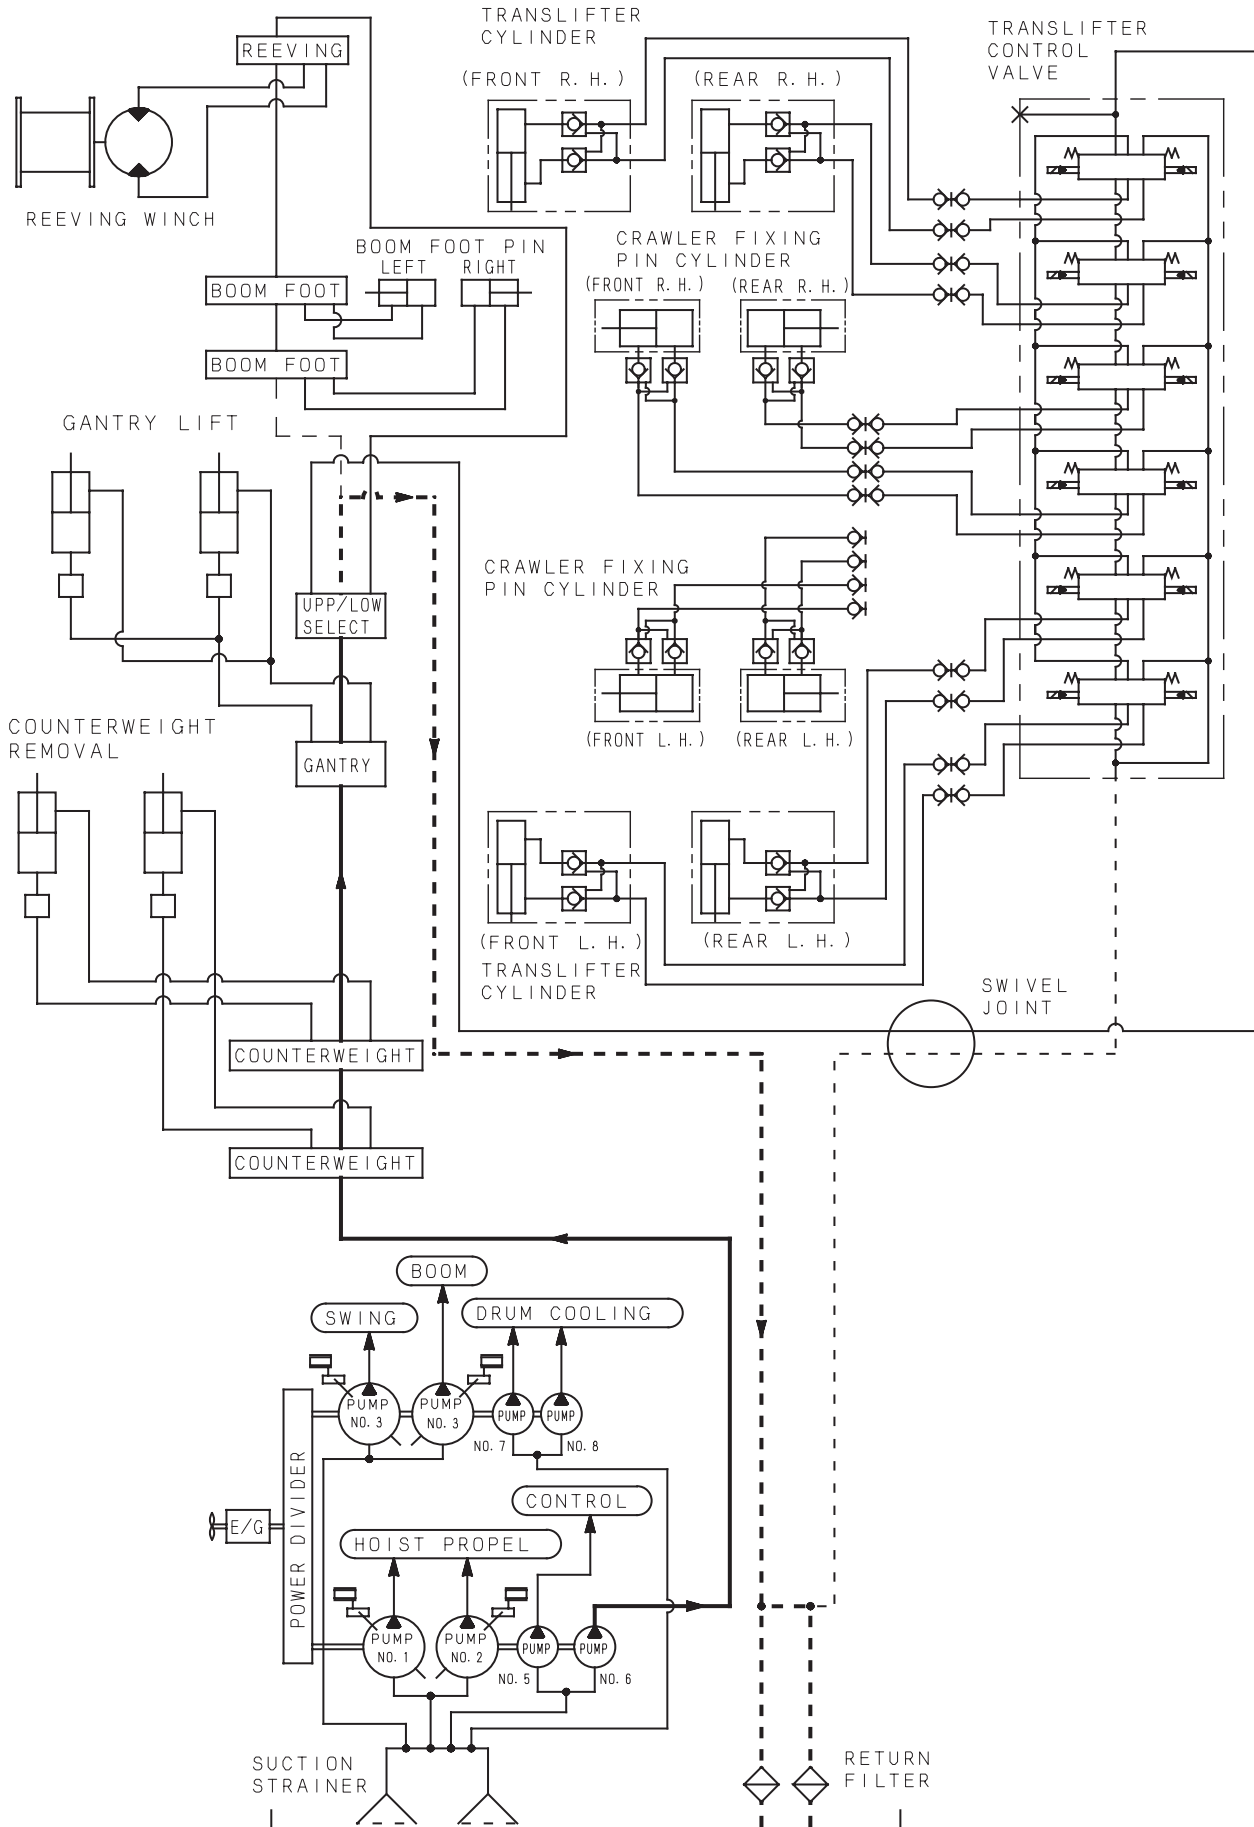 TRANSLIFTER
CYLINDER
TRANSLIFTER
CONTROL
VALVE
REEVING
(FRONT R. H. )
(REAR R. H. )
REEVING WINCH
BOOM FOOT PIN
LEFT
RIGHT
CRAWLER FIXING
PIN CYLINDER
(FRONT R. H. )
(REAR R. H. )
BOOM FOOT
BOOM FOOT
GANTRY LIFT
CRAWLER FIXING
PIN CYLINDER
UPP/LOW
SELECT
COUNTERWEIGHT
REMOVAL
(FRONT L. H. )
(REAR L. H. )
GANTRY
(FRONT L. H. )
(REAR L. H. )
TRANSLIFTER
CYLINDER
SWIVEL
JOINT
COUNTERWEIGHT
COUNTERWEIGHT
BOOM
SWING
DRUM COOLING
PUMP
NO. 3
PUMP
NO. 3
PUMP
PUMP
NO. 7
NO. 8
POWER DIVIDER
CONTROL
E/G
HOIST PROPEL
PUMP
NO. 1
PUMP
NO. 2
PUMP
PUMP
NO. 5
NO. 6
SUCTION
STRAINER
RETURN
FILTER